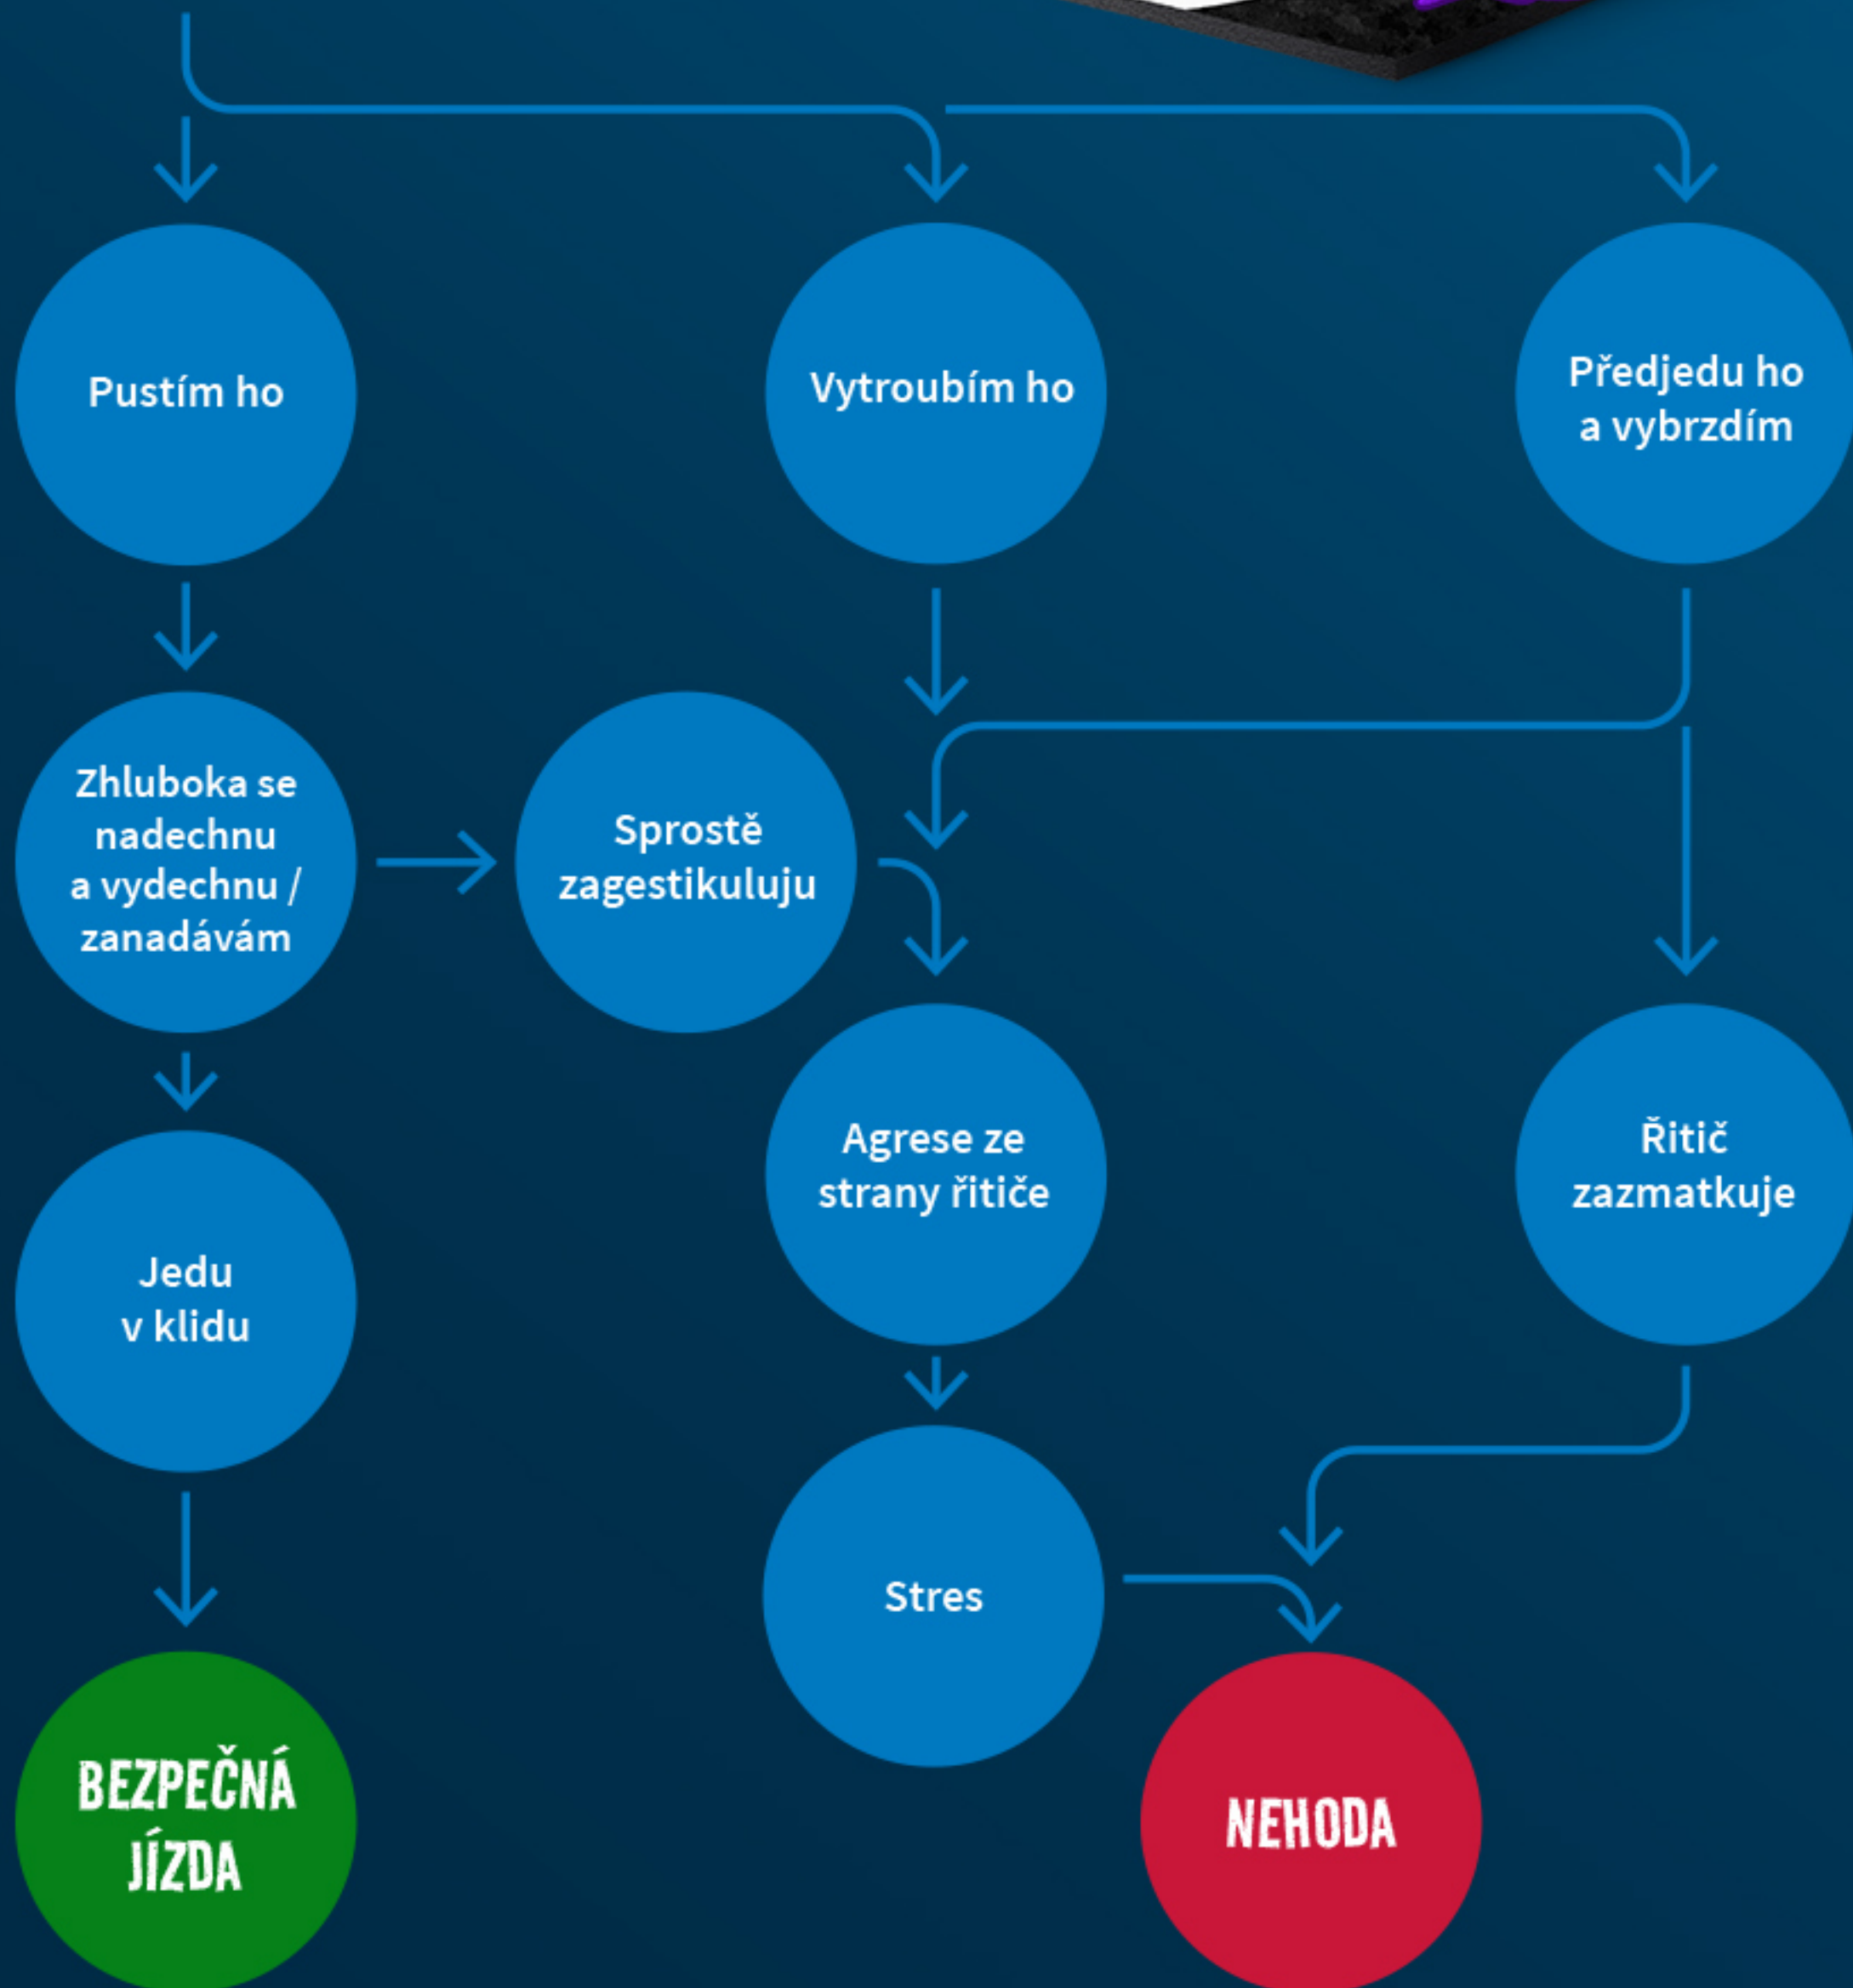 Pustím ho
Vytroubím ho
Předjedu ho
a vybrzdím
Zhluboka se
nadechnu
a vydechnu /
zanadávám
Sprostě
zagestikuluju
Agrese ze
strany řitiče
Řitič
zazmatkuje
Jedu
v klidu
Stres
BEZPEČNÁ
JÍZDA
NEHODA